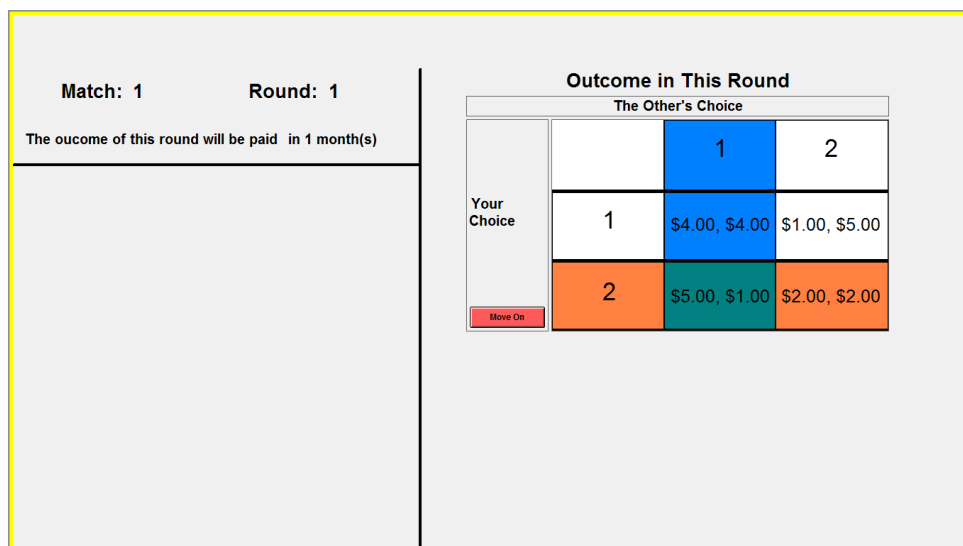 Match: 1 Round: 1
The oucome of this round will be paid in 1 month(s)
Outcome in This Round
The Other's Choice
1 2
Your
Choice
1 $4.00, $4.00 $1.00, $5.00
2 $5.00, $1.00 $2.00, $2.00
Move On